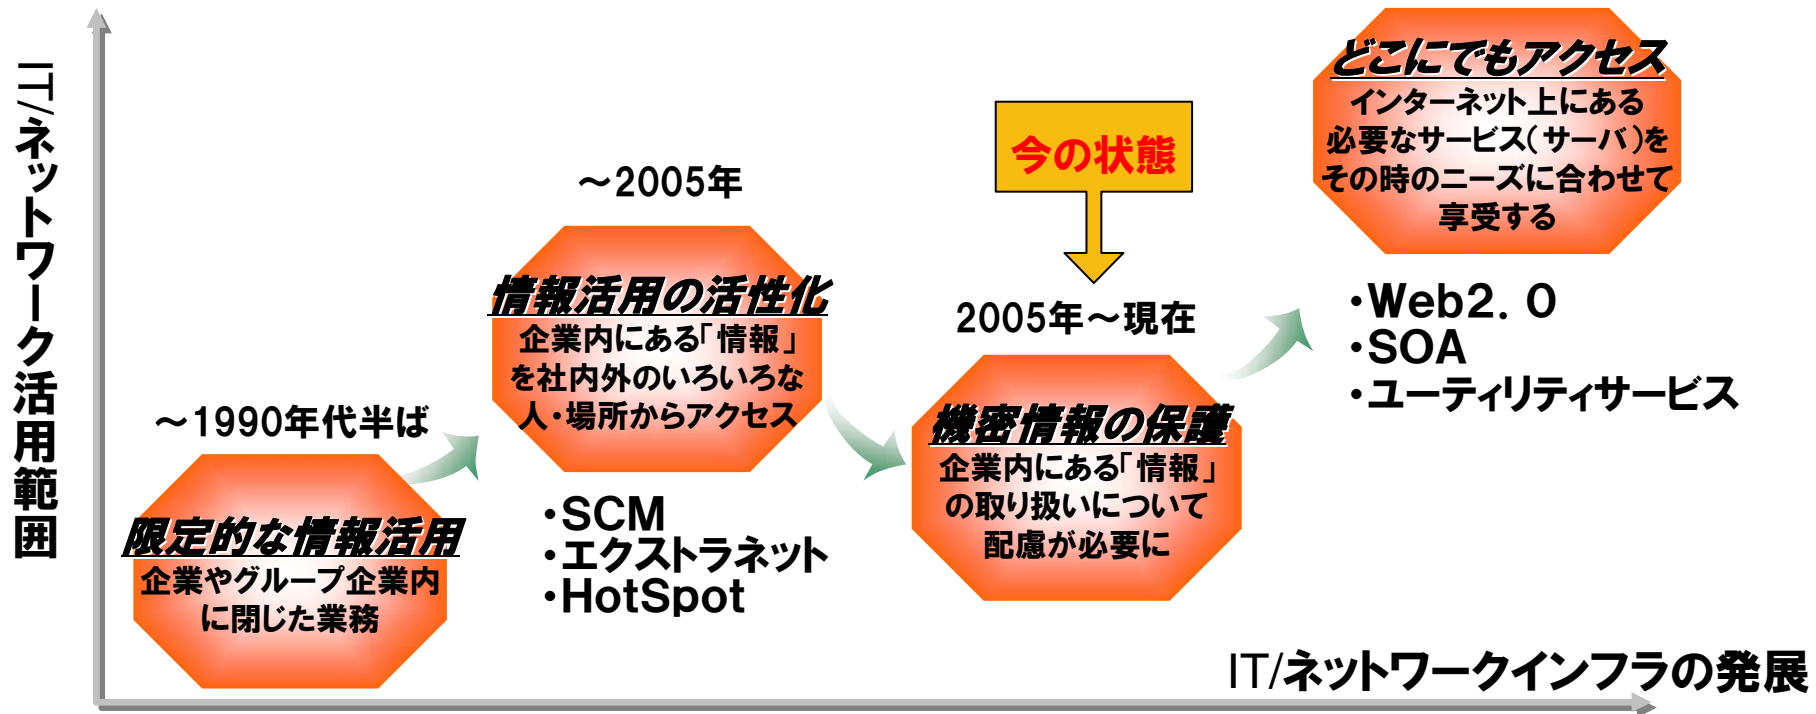 IT/ネットワーク活用範囲
～1990年代半ば
限定的な情報活用
企業やグループ企業内
に閉じた業務
～2005年
情報活用の活性化
企業内にある「情報」
を社内外のいろいろな
人・場所からアクセス
・SCM
・エクストラネット
・HotSpot
今の状態
2005年～現在
機密情報の保護
企業内にある「情報」
の取り扱いについて
配慮が必要に
どこにでもアクセス
インターネット上にある
必要なサービス（サーバ）を
その時のニーズに合わせて
享受する
・Web2．0
・SOA
・ユーティリティサービス
IT/ネットワークインフラの発展